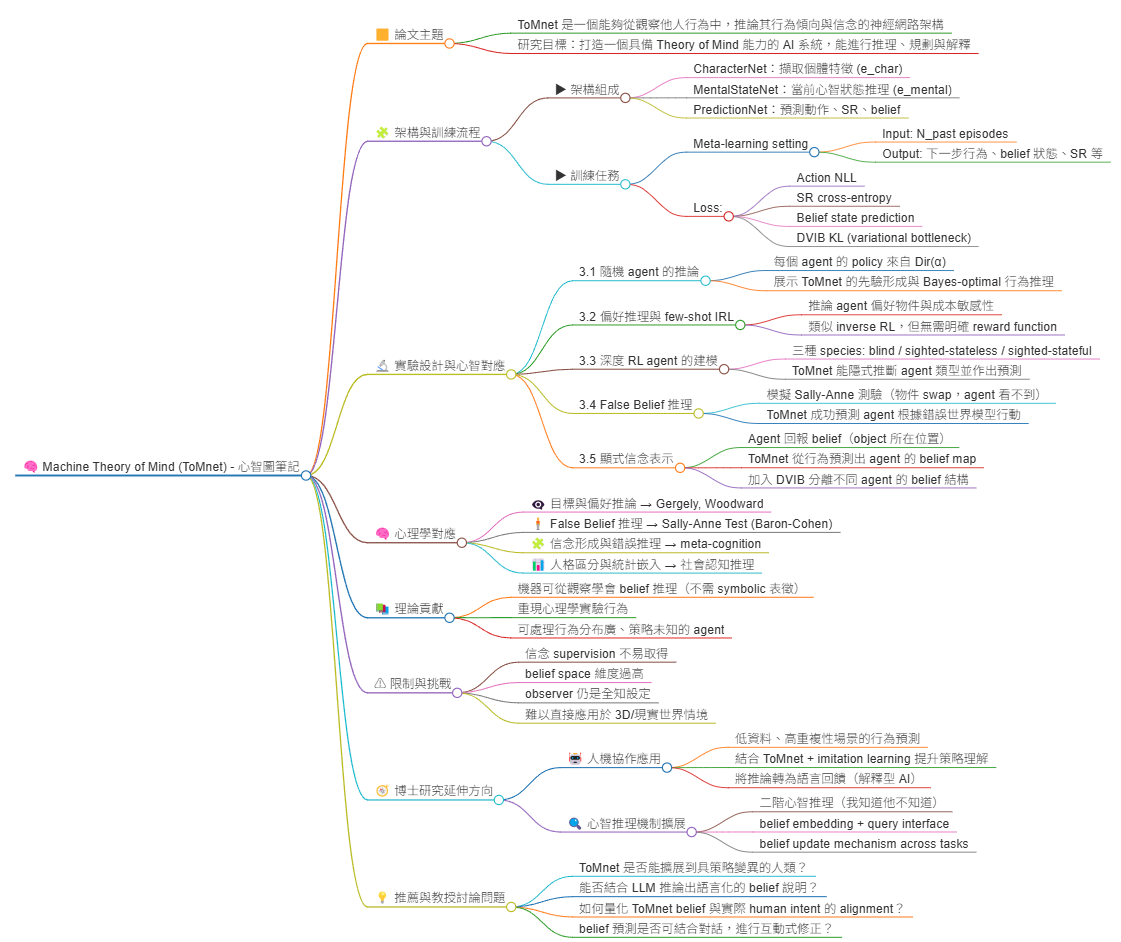 Machine Theory of Mind (ToMnet) - 心智圖筆記
論文主題
ToMnet 是一個能夠從觀察他人行為中，推論其行為傾向與信念的神經網路架構
研究目標：打造一個具備 Theory of Mind 能力的 AI 系統，能進行推理、規劃與解釋
架構與訓練流程
▶ 架構組成
CharacterNet：擷取個體特徵 (e_char)
MentalStateNet：當前心智狀態推理 (e_mental)
PredictionNet：預測動作、SR、belief
▶ 訓練任務
Meta-learning setting
Input: N_past episodes
Output: 下一步行為、belief 狀態、SR 等
Loss:
Action NLL
SR cross-entropy
Belief state prediction
DVIB KL (variational bottleneck)
實驗設計與心智對應
3.1 隨機 agent 的推論
每個 agent 的 policy 來自 Dir(α)
展示 ToMnet 的先驗形成與 Bayes-optimal 行為推理
3.2 偏好推理與 few-shot IRL
推論 agent 偏好物件與成本敏感性
類似 inverse RL，但無需明確 reward function
3.3 深度 RL agent 的建模
三種 species: blind / sighted-stateless / sighted-stateful
ToMnet 能隱式推斷 agent 類型並作出預測
3.4 False Belief 推理
模擬 Sally-Anne 測驗（物件 swap，agent 看不到）
ToMnet 成功預測 agent 根據錯誤世界模型行動
3.5 顯式信念表示
Agent 回報 belief（object 所在位置）
ToMnet 從行為預測出 agent 的 belief map
加入 DVIB 分離不同 agent 的 belief 結構
心理學對應
目標與偏好推論 → Gergely, Woodward
False Belief 推理 → Sally-Anne Test (Baron-Cohen)
信念形成與錯誤推理 → meta-cognition
人格區分與統計嵌入 → 社會認知推理
理論貢獻
機器可從觀察學會 belief 推理（不需 symbolic 表徵）
重現心理學實驗行為
可處理行為分布廣、策略未知的 agent
⚠ 限制與挑戰
信念 supervision 不易取得
belief space 維度過高
observer 仍是全知設定
難以直接應用於 3D/現實世界情境
博士研究延伸方向
人機協作應用
低資料、高重複性場景的行為預測
結合 ToMnet + imitation learning 提升策略理解
將推論轉為語言回饋（解釋型 AI）
心智推理機制擴展
二階心智推理（我知道他不知道）
belief embedding + query interface
belief update mechanism across tasks
推薦與教授討論問題
ToMnet 是否能擴展到具策略變異的人類？
能否結合 LLM 推論出語言化的 belief 說明？
如何量化 ToMnet belief 與實際 human intent 的 alignment？
belief 預測是否可結合對話，進行互動式修正？